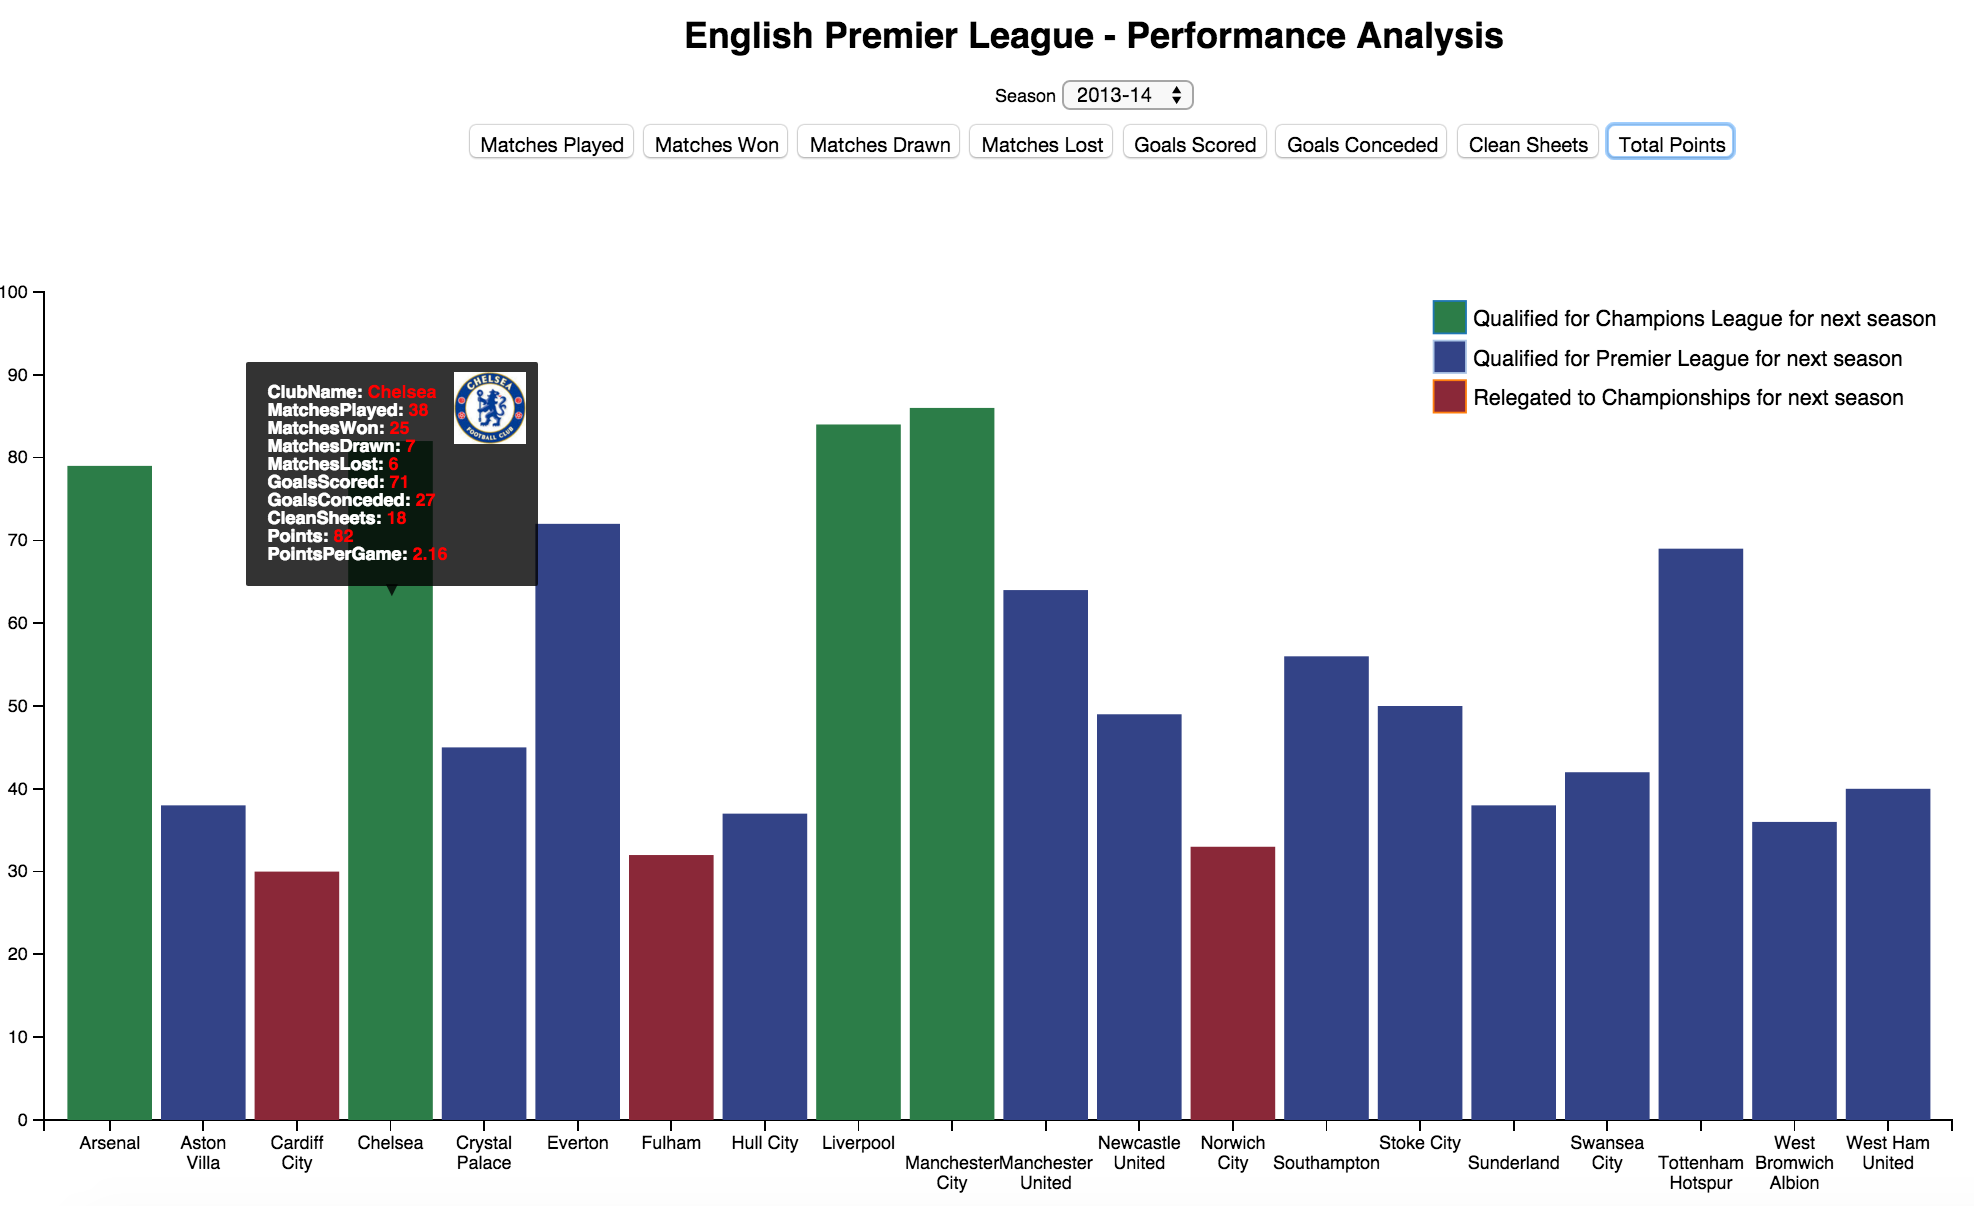 English Premier League - Performance Analysis
Season 2013-14
Matches Played Matches Won Matches Drawn Matches Lost Goals Scored Goals Conceded Clean Sheets Total Points
100
90
80
70
60
50
40
30
20
10
0
Qualified for Champions League for next season
Qualified for Premier League for next season
Relegated to Championships for next season
ClubName: Chelsea
MatchesPlayed: 38
MatchesWon: 25
MatchesDrawn: 7
MatchesLost: 6
GoalsScored: 71
GoalsConceded: 27
CleanSheets: 18
Points: 82
PointsPerGame: 2.16
CHELSEA
FOOTBALL CLUB
Arsenal
Aston
Villa
Cardiff
City
Chelsea
Crystal
Palace
Everton
Fulham
Hull City
Liverpool
Manchester
City
Manchester
United
Newcastle
United
Norwich
City
Southampton
Stoke City
Sunderland
Swansea
City
Tottenham
Hotspur
West
Bromwich
Albion
West Ham
United